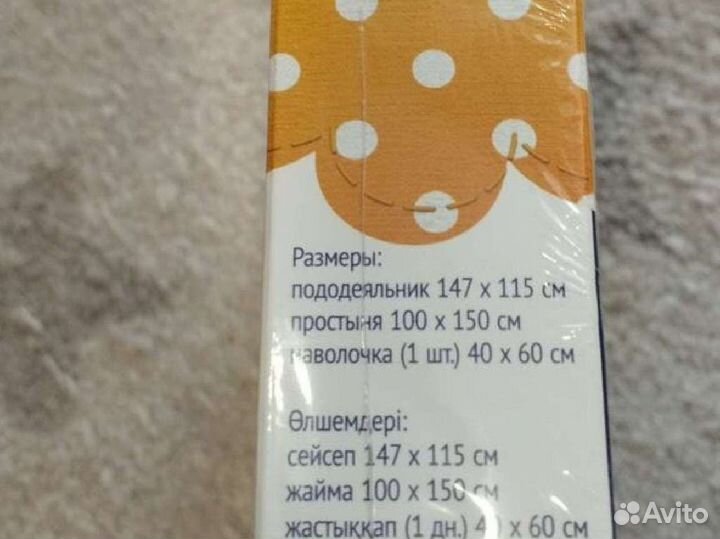 Размеры:
пододеяльник 147 х 115 см
простыня 100 х 150 см
наволочка (1 шт.) 40 х 60 см
Өлшемдері:
сейсеп 147 х 115 см
жайма 100 х 150 см
жастыққап (1 дн.) 40 х 60 см
Avito